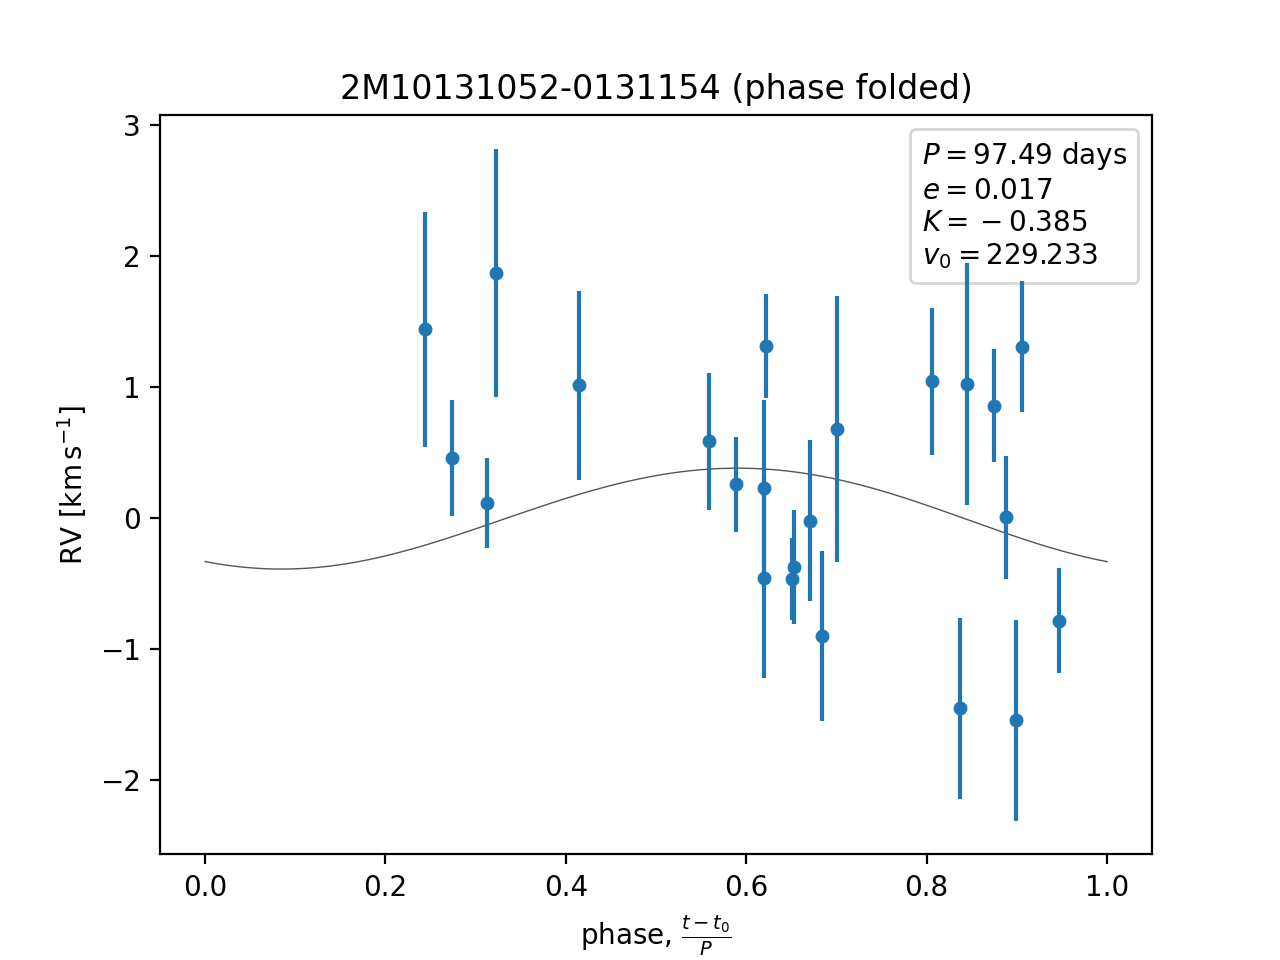 2M10131052-0131154 (phase folded)
P = 97.49 days
e = 0.017
K = −0.385
v₀ = 229.233
RV [km s⁻¹]
3
2
1
0
−1
−2
0.0 0.2 0.4 0.6 0.8 1.0
phase, (t − t₀)/P